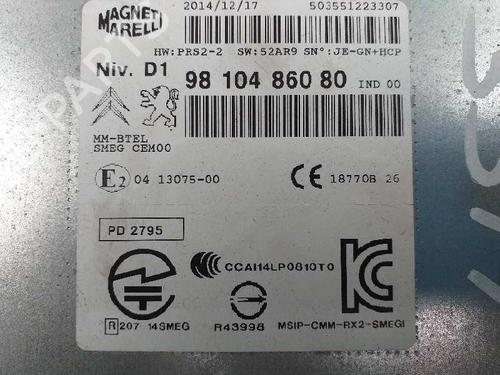 MAGNETI MARELLI
2014/12/17 503551223307
HW:PRS2-2 SW:52AR9 SN°:JE-GN+HCP
Niv. D1 98 104 860 80 IND 00
MM-BTEL
SMEG CEM00
E2 04 13075-00 CE 1877OB 26
PD 2795
CCAI14LP0810T0
R 207-14SMEG R43998 MSIP-CMM-RX2-SMEGI